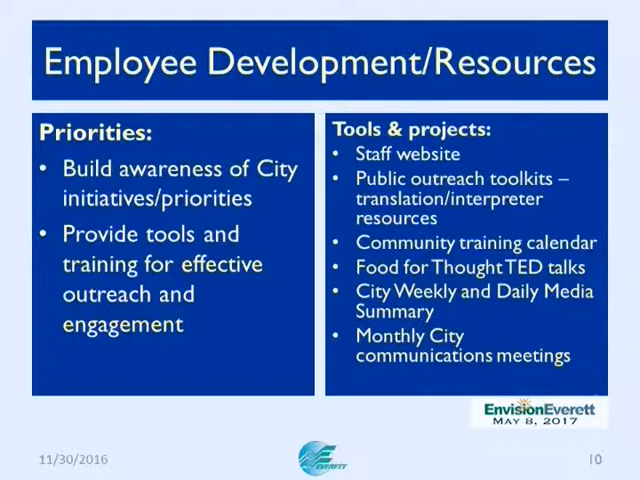 Employee Development/Resources
Priorities:
• Build awareness of City
initiatives/priorities
• Provide tools and
training for effective
outreach and
engagement
Tools & projects:
• Staff website
• Public outreach toolkits –
translation/interpreter
resources
• Community training calendar
• Food for Thought TED talks
• City Weekly and Daily Media
Summary
• Monthly City
communications meetings
EnvisionEverett
MAY 8, 2017
11/30/2016
EVERETT
10